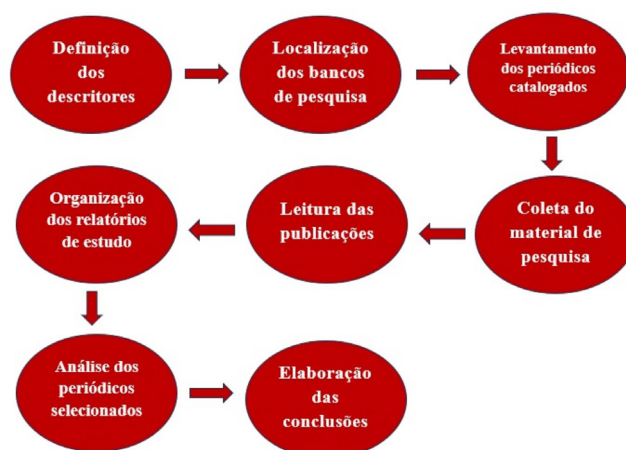 Definição
dos
descritores
Localização
dos bancos
de pesquisa
Levantamento
dos periódicos
catalogados
Coleta do
material de
pesquisa
Leitura das
publicações
Organização
dos relatórios
de estudo
Análise dos
periódicos
selecionados
Elaboração
das
conclusões